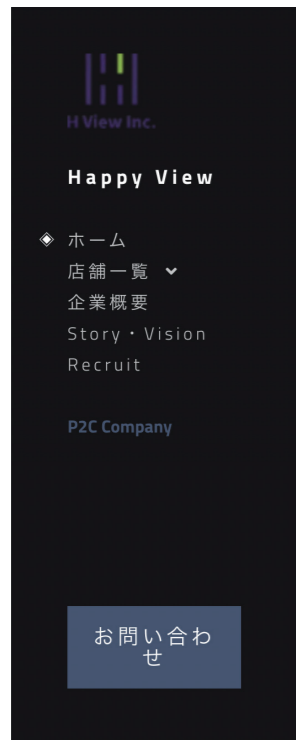 H View Inc.
Happy View
ホーム
店舗一覧
企業概要
Story・Vision
Recruit
P2C Company
お問い合わ
せ